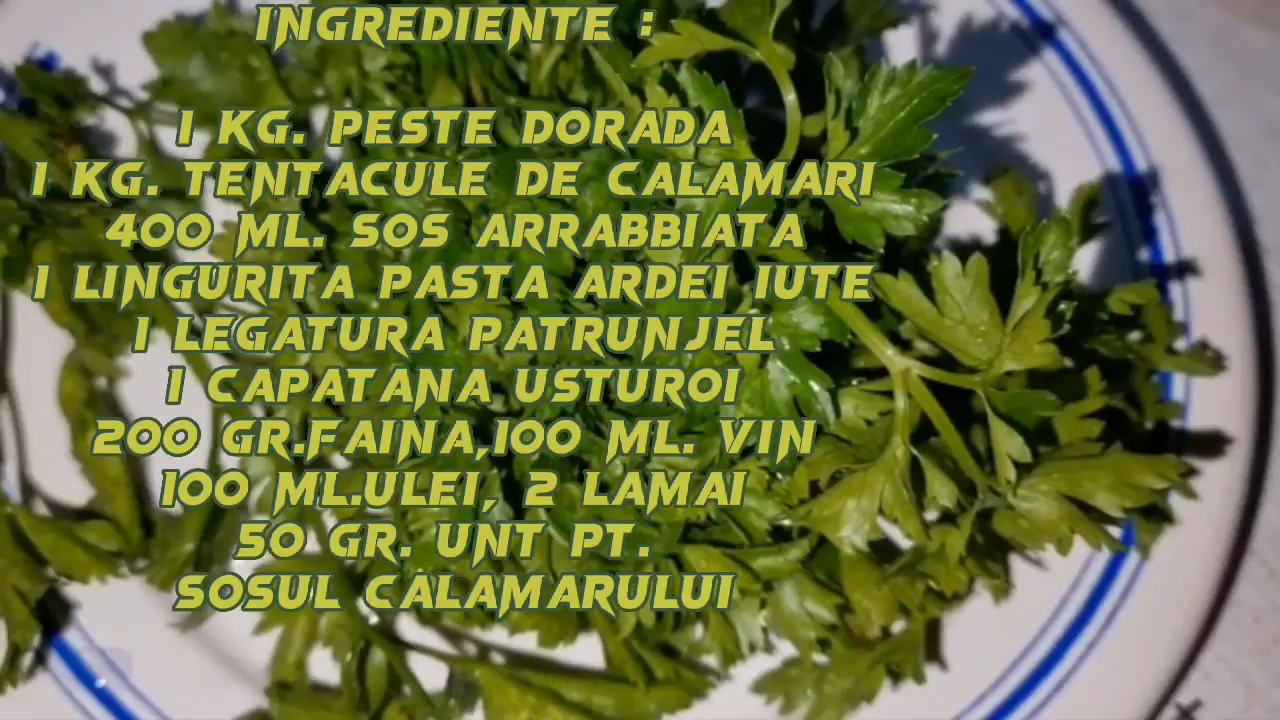 INGREDIENTE :
1 KG. PESTE DORADA
1 KG. TENTACULE DE CALAMARI
400 ML. SOS ARRABBIATA
1 LINGURITA PASTA ARDEI IUTE
1 LEGATURA PATRUNJEL
1 CAPATANA USTUROI
200 GR.FAINA,100 ML. VIN
100 ML.ULEI, 2 LAMAI
50 GR. UNT PT.
SOSUL CALAMARULUI